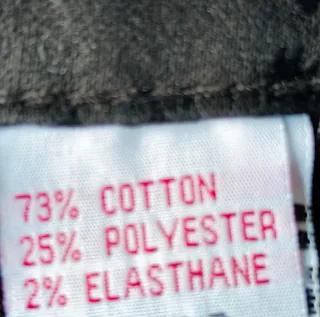 73% COTTON
25% POLYESTER
2% ELASTHANE